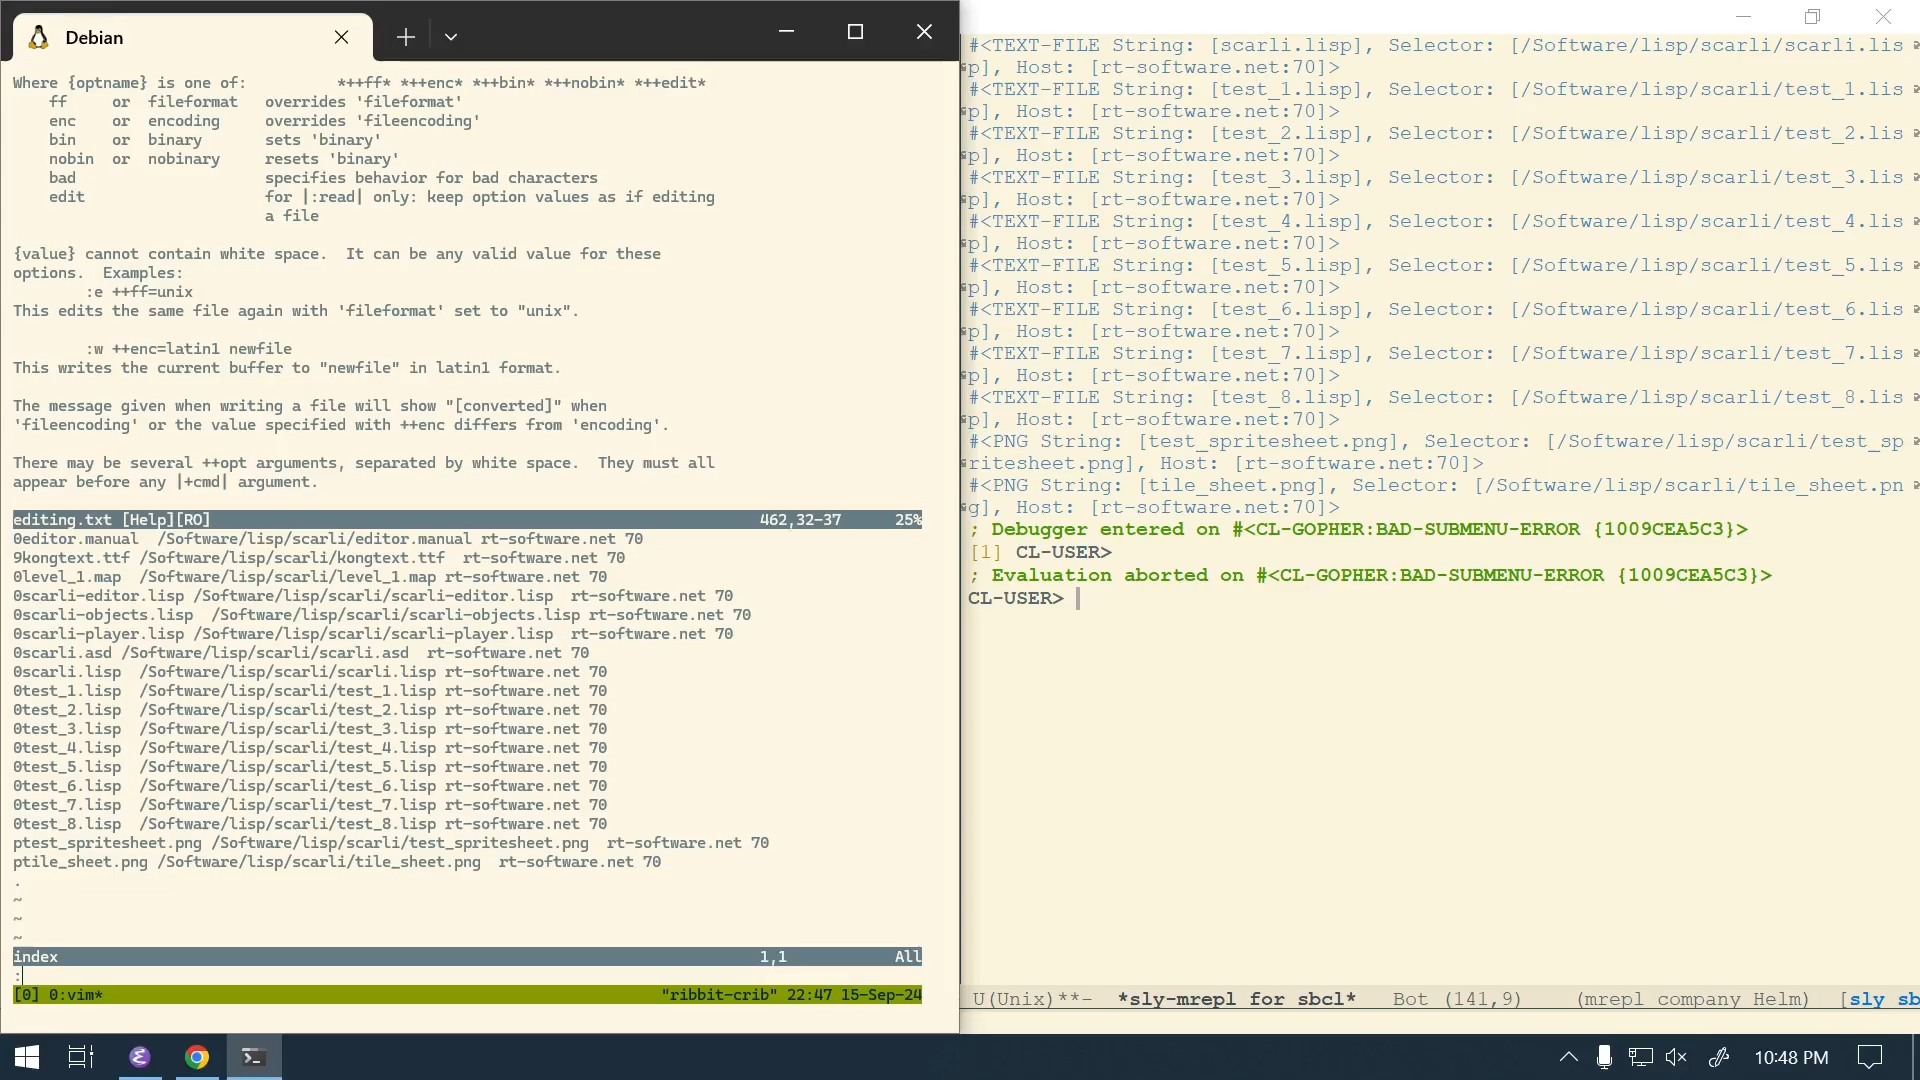 Debian
Where {optname} is one of:          *++ff* *++enc* *++bin* *++nobin* *++edit*
    ff     or  fileformat   overrides 'fileformat'
    enc    or  encoding     overrides 'fileencoding'
    bin    or  binary       sets 'binary'
    nobin  or  nobinary     resets 'binary'
    bad                     specifies behavior for bad characters
    edit                    for |:read| only: keep option values as if editing
                            a file
{value} cannot contain white space.  It can be any valid value for these
options.  Examples:
        :e ++ff=unix
This edits the same file again with 'fileformat' set to "unix".
        :w ++enc=latin1 newfile
This writes the current buffer to "newfile" in latin1 format.
The message given when writing a file will show "[converted]" when
'fileencoding' or the value specified with ++enc differs from 'encoding'.
There may be several ++opt arguments, separated by white space.  They must all
appear before any |+cmd| argument.
editing.txt [Help][RO]                                                             462,32-37      25%
0editor.manual  /Software/lisp/scarli/editor.manual rt-software.net 70
9kongtext.ttf /Software/lisp/scarli/kongtext.ttf  rt-software.net 70
0level_1.map  /Software/lisp/scarli/level_1.map rt-software.net 70
0scarli-editor.lisp /Software/lisp/scarli/scarli-editor.lisp  rt-software.net 70
0scarli-objects.lisp  /Software/lisp/scarli/scarli-objects.lisp rt-software.net 70
0scarli-player.lisp /Software/lisp/scarli/scarli-player.lisp  rt-software.net 70
0scarli.asd /Software/lisp/scarli/scarli.asd  rt-software.net 70
0scarli.lisp  /Software/lisp/scarli/scarli.lisp rt-software.net 70
0test_1.lisp  /Software/lisp/scarli/test_1.lisp rt-software.net 70
0test_2.lisp  /Software/lisp/scarli/test_2.lisp rt-software.net 70
0test_3.lisp  /Software/lisp/scarli/test_3.lisp rt-software.net 70
0test_4.lisp  /Software/lisp/scarli/test_4.lisp rt-software.net 70
0test_5.lisp  /Software/lisp/scarli/test_5.lisp rt-software.net 70
0test_6.lisp  /Software/lisp/scarli/test_6.lisp rt-software.net 70
0test_7.lisp  /Software/lisp/scarli/test_7.lisp rt-software.net 70
0test_8.lisp  /Software/lisp/scarli/test_8.lisp rt-software.net 70
ptest_spritesheet.png /Software/lisp/scarli/test_spritesheet.png  rt-software.net 70
ptile_sheet.png /Software/lisp/scarli/tile_sheet.png  rt-software.net 70
.
~
~
~
index                                                                              1,1            All
:
[0] 0:vim*                                                              "ribbit-crib" 22:47 15-Sep-24
#<TEXT-FILE String: [scarli.lisp], Selector: [/Software/lisp/scarli/scarli.lis
p], Host: [rt-software.net:70]>
#<TEXT-FILE String: [test_1.lisp], Selector: [/Software/lisp/scarli/test_1.lis
p], Host: [rt-software.net:70]>
#<TEXT-FILE String: [test_2.lisp], Selector: [/Software/lisp/scarli/test_2.lis
p], Host: [rt-software.net:70]>
#<TEXT-FILE String: [test_3.lisp], Selector: [/Software/lisp/scarli/test_3.lis
p], Host: [rt-software.net:70]>
#<TEXT-FILE String: [test_4.lisp], Selector: [/Software/lisp/scarli/test_4.lis
p], Host: [rt-software.net:70]>
#<TEXT-FILE String: [test_5.lisp], Selector: [/Software/lisp/scarli/test_5.lis
p], Host: [rt-software.net:70]>
#<TEXT-FILE String: [test_6.lisp], Selector: [/Software/lisp/scarli/test_6.lis
p], Host: [rt-software.net:70]>
#<TEXT-FILE String: [test_7.lisp], Selector: [/Software/lisp/scarli/test_7.lis
p], Host: [rt-software.net:70]>
#<TEXT-FILE String: [test_8.lisp], Selector: [/Software/lisp/scarli/test_8.lis
p], Host: [rt-software.net:70]>
#<PNG String: [test_spritesheet.png], Selector: [/Software/lisp/scarli/test_sp
ritesheet.png], Host: [rt-software.net:70]>
#<PNG String: [tile_sheet.png], Selector: [/Software/lisp/scarli/tile_sheet.pn
g], Host: [rt-software.net:70]>
; Debugger entered on #<CL-GOPHER:BAD-SUBMENU-ERROR {1009CEA5C3}>
[1] CL-USER>
; Evaluation aborted on #<CL-GOPHER:BAD-SUBMENU-ERROR {1009CEA5C3}>
CL-USER>
U(Unix)**-  *sly-mrepl for sbcl*   Bot (141,9)    (mrepl company Helm)  [sly sb
10:48 PM